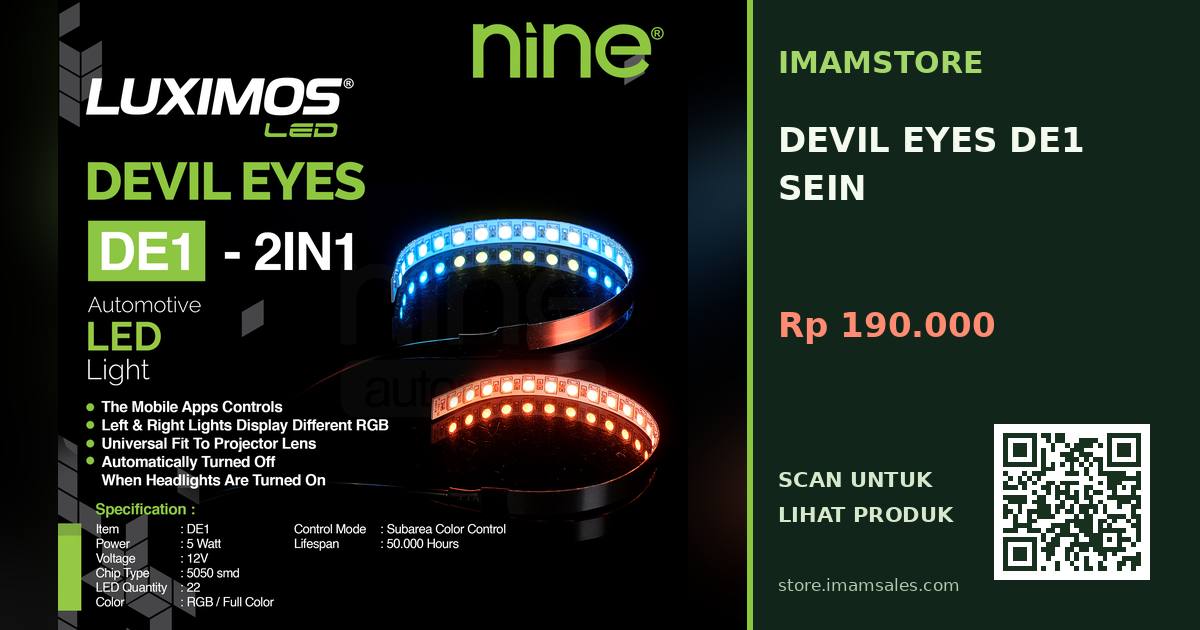 nine®
LUXIMOS®
LED
DEVIL EYES
DE1 - 2IN1
Automotive
LED
Light
The Mobile Apps Controls
Left & Right Lights Display Different RGB
Universal Fit To Projector Lens
Automatically Turned Off
When Headlights Are Turned On
Specification :
Item : DE1 Control Mode : Subarea Color Control
Power : 5 Watt Lifespan : 50.000 Hours
Voltage : 12V
Chip Type : 5050 smd
LED Quantity : 22
Color : RGB / Full Color
nine
IMAMSTORE
DEVIL EYES DE1
SEIN
Rp 190.000
SCAN UNTUK
LIHAT PRODUK
store.imamsales.com